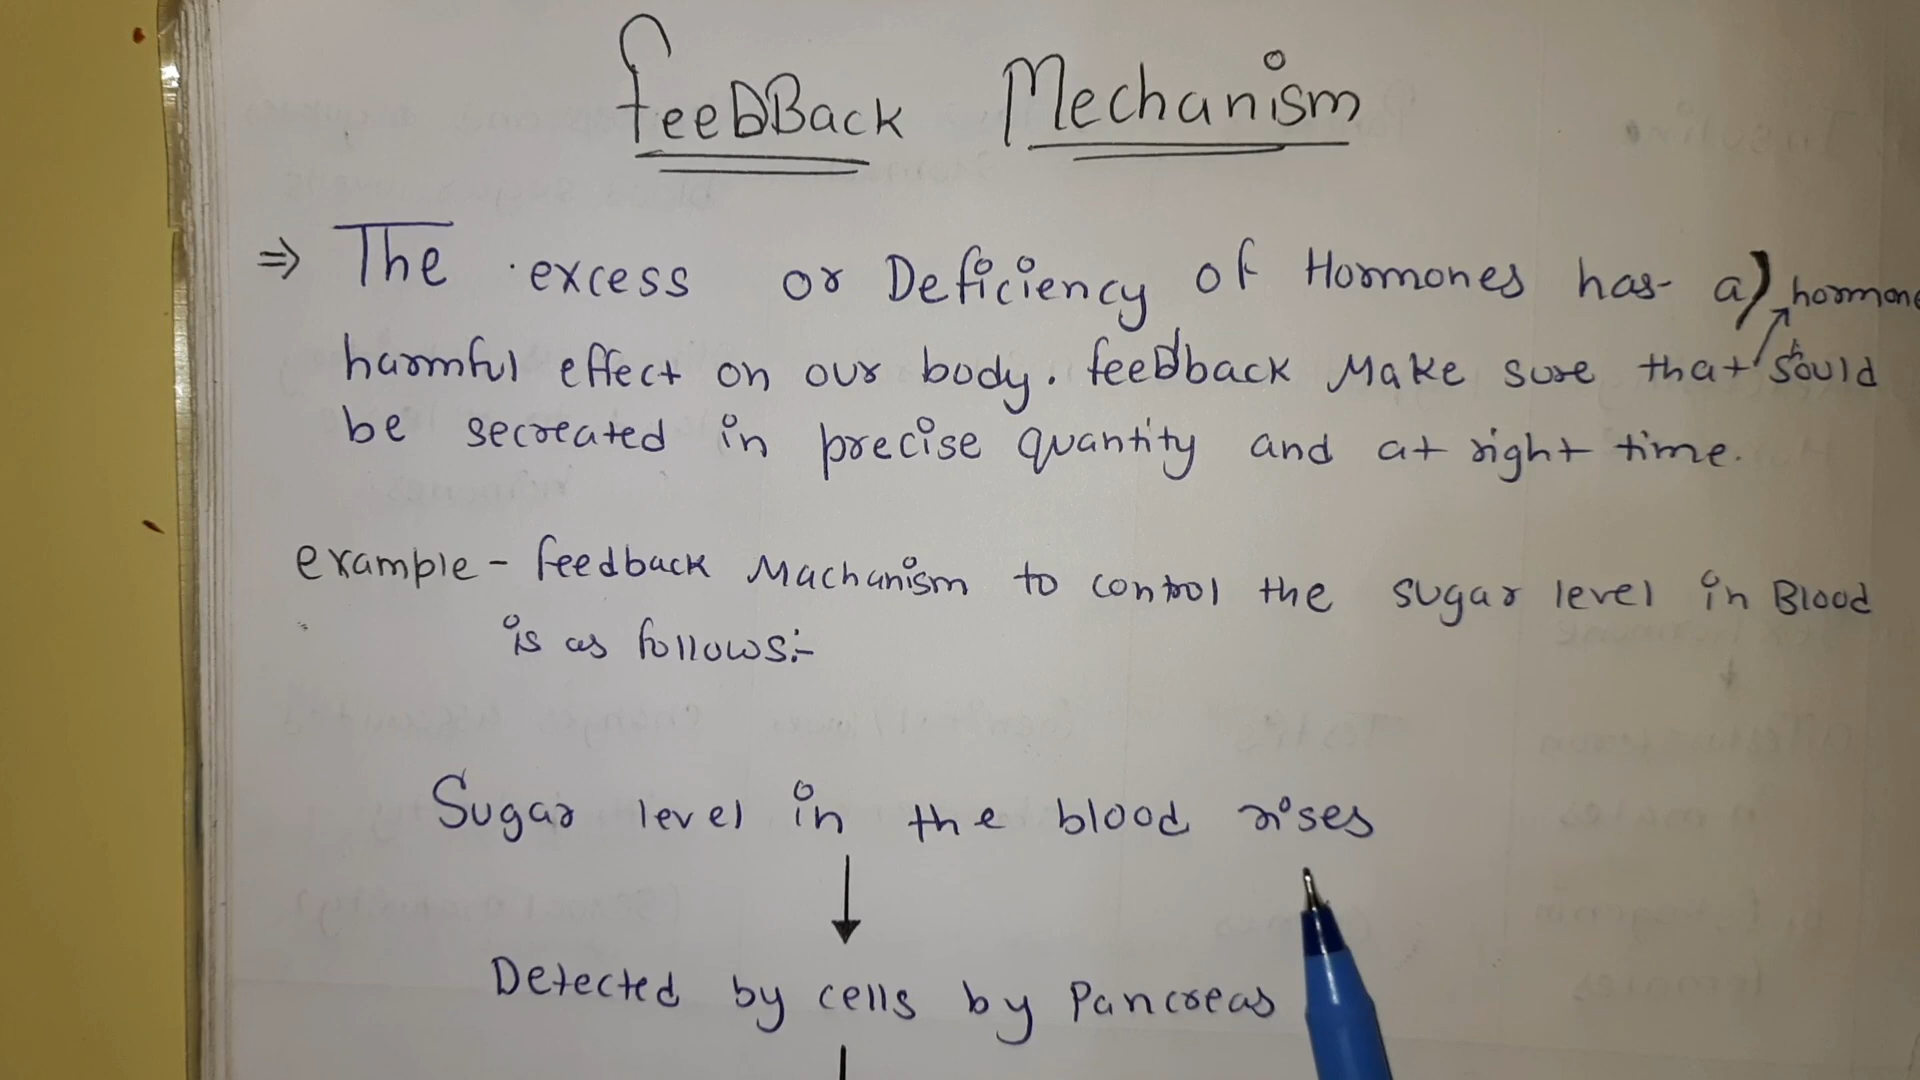 FeeDBack Mechanism
⇒ The excess or Deficiency of Hormones has a) hormone
harmful effect on our body. feedback Make sure that should
be secreated in precise quantity and at right time.
example - feedback Machanism to control the sugar level in Blood
is as follows:-
Sugar level in the blood rises
↓
Detected by cells by Pancreas